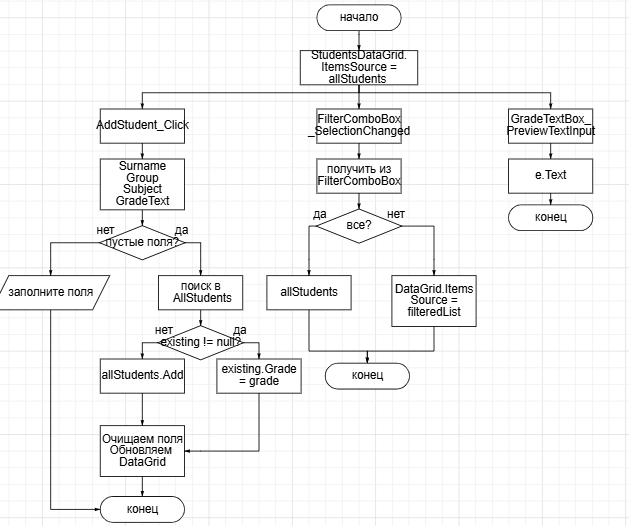 начало
StudentsDataGrid.
ItemsSource =
allStudents
AddStudent_Click
FilterComboBox
_SelectionChanged
GradeTextBox_
PreviewTextInput
Surname
Group
Subject
GradeText
получить из
FilterComboBox
e.Text
конец
нет
да
пустые поля?
да
нет
все?
заполните поля
поиск в
AllStudents
allStudents
DataGrid.Items
Source =
filteredList
нет
да
existing != null?
allStudents.Add
existing.Grade
= grade
конец
Очищаем поля
Обновляем
DataGrid
конец